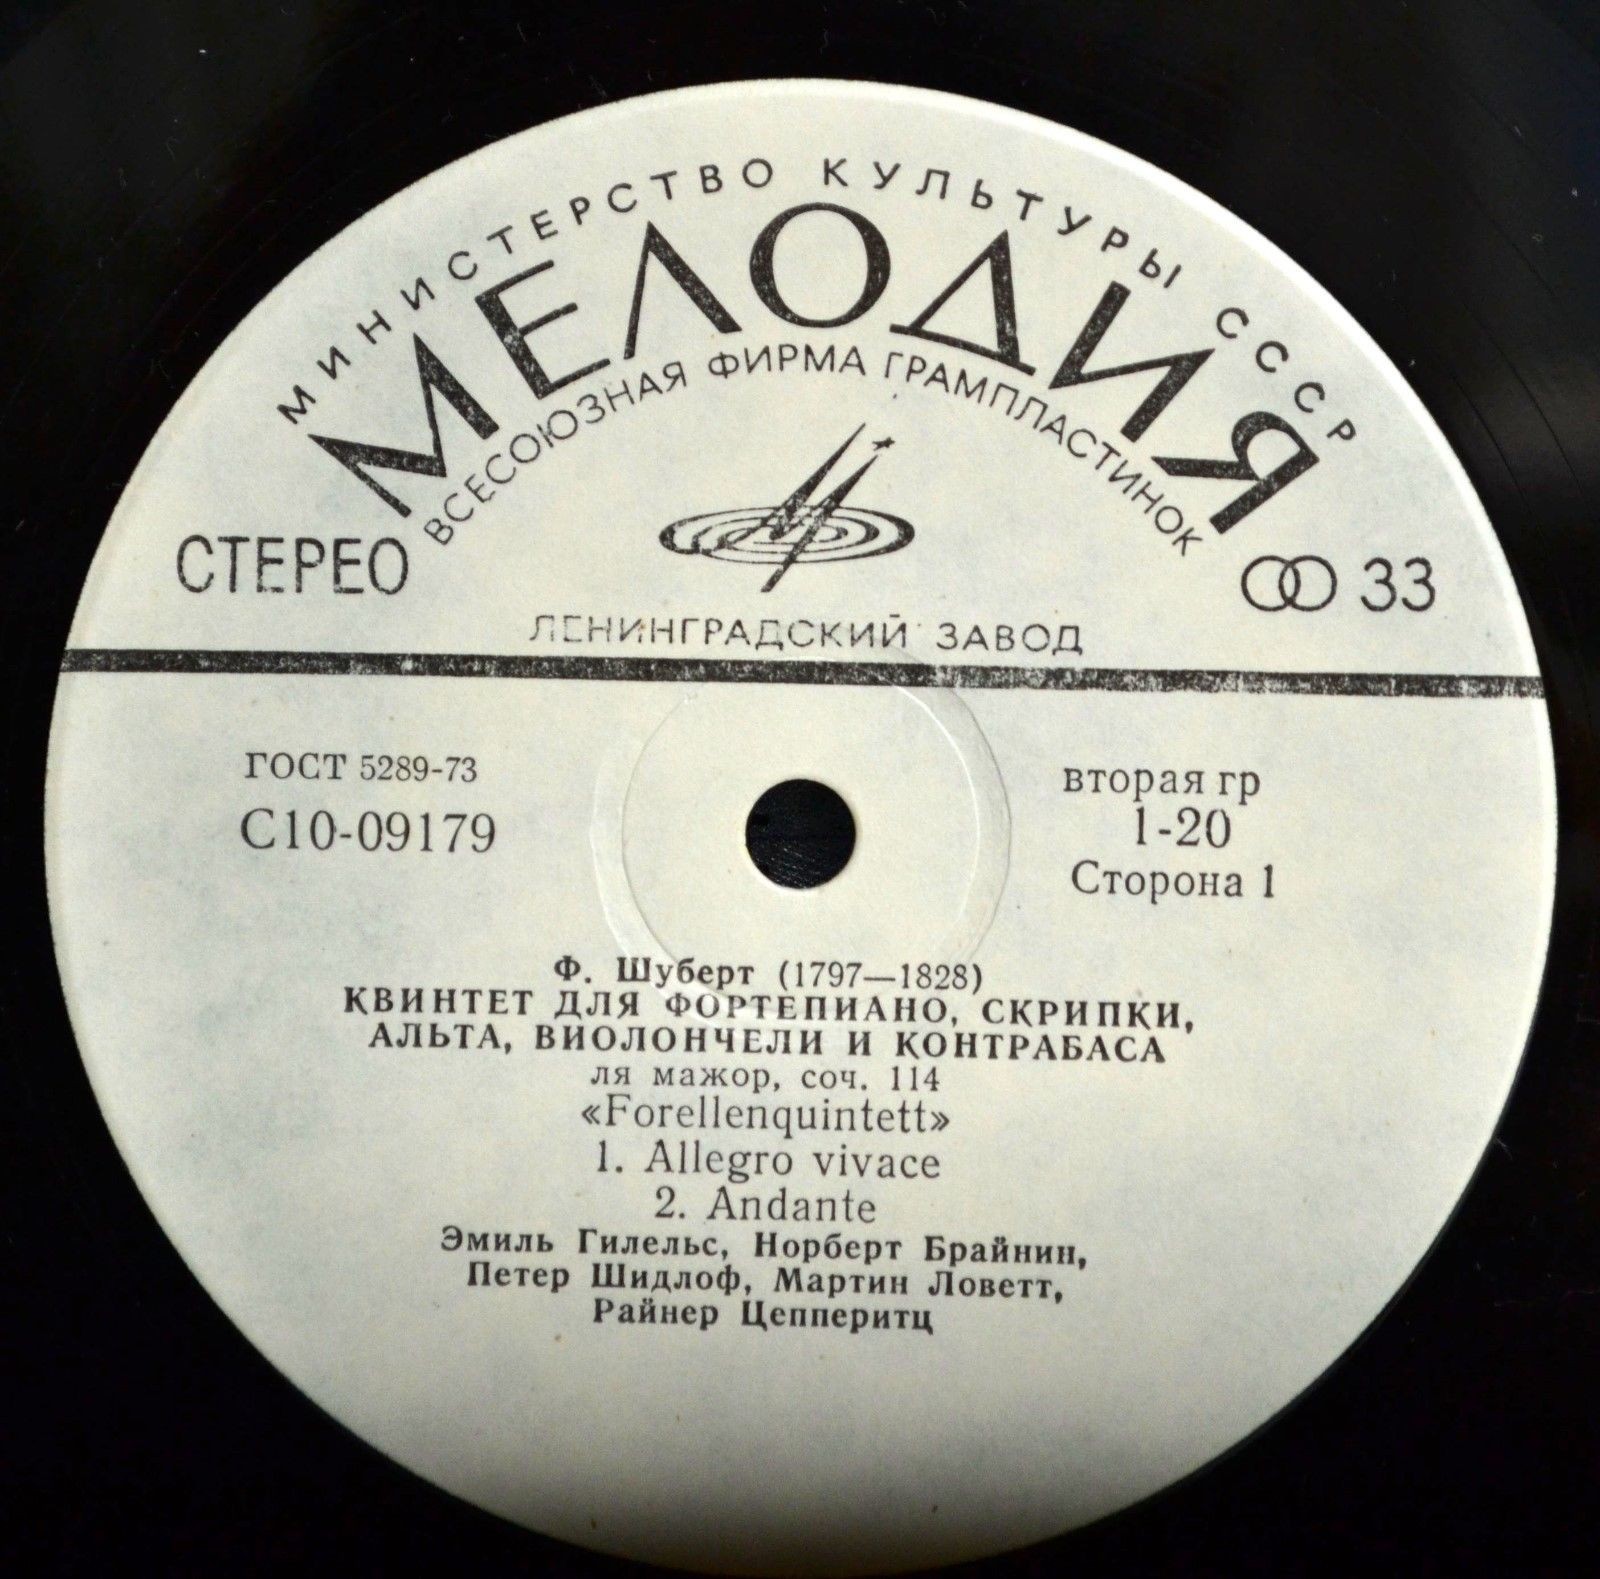 МИНИСТЕРСТВО КУЛЬТУРЫ СССР
МЕЛОДИЯ
ВСЕСОЮЗНАЯ ФИРМА ГРАМПЛАСТИНОК
СТЕРЕО
33
ЛЕНИНГРАДСКИЙ ЗАВОД
ГОСТ 5289-73
С10-09179
вторая гр
1-20
Сторона 1
Ф. Шуберт (1797—1828)
КВИНТЕТ ДЛЯ ФОРТЕПИАНО, СКРИПКИ,
АЛЬТА, ВИОЛОНЧЕЛИ И КОНТРАБАСА
ля мажор, соч. 114
«Forellenquintett»
1. Allegro vivace
2. Andante
Эмиль Гилельс, Норберт Брайнин,
Петер Шидлоф, Мартин Ловетт,
Райнер Цепперитц